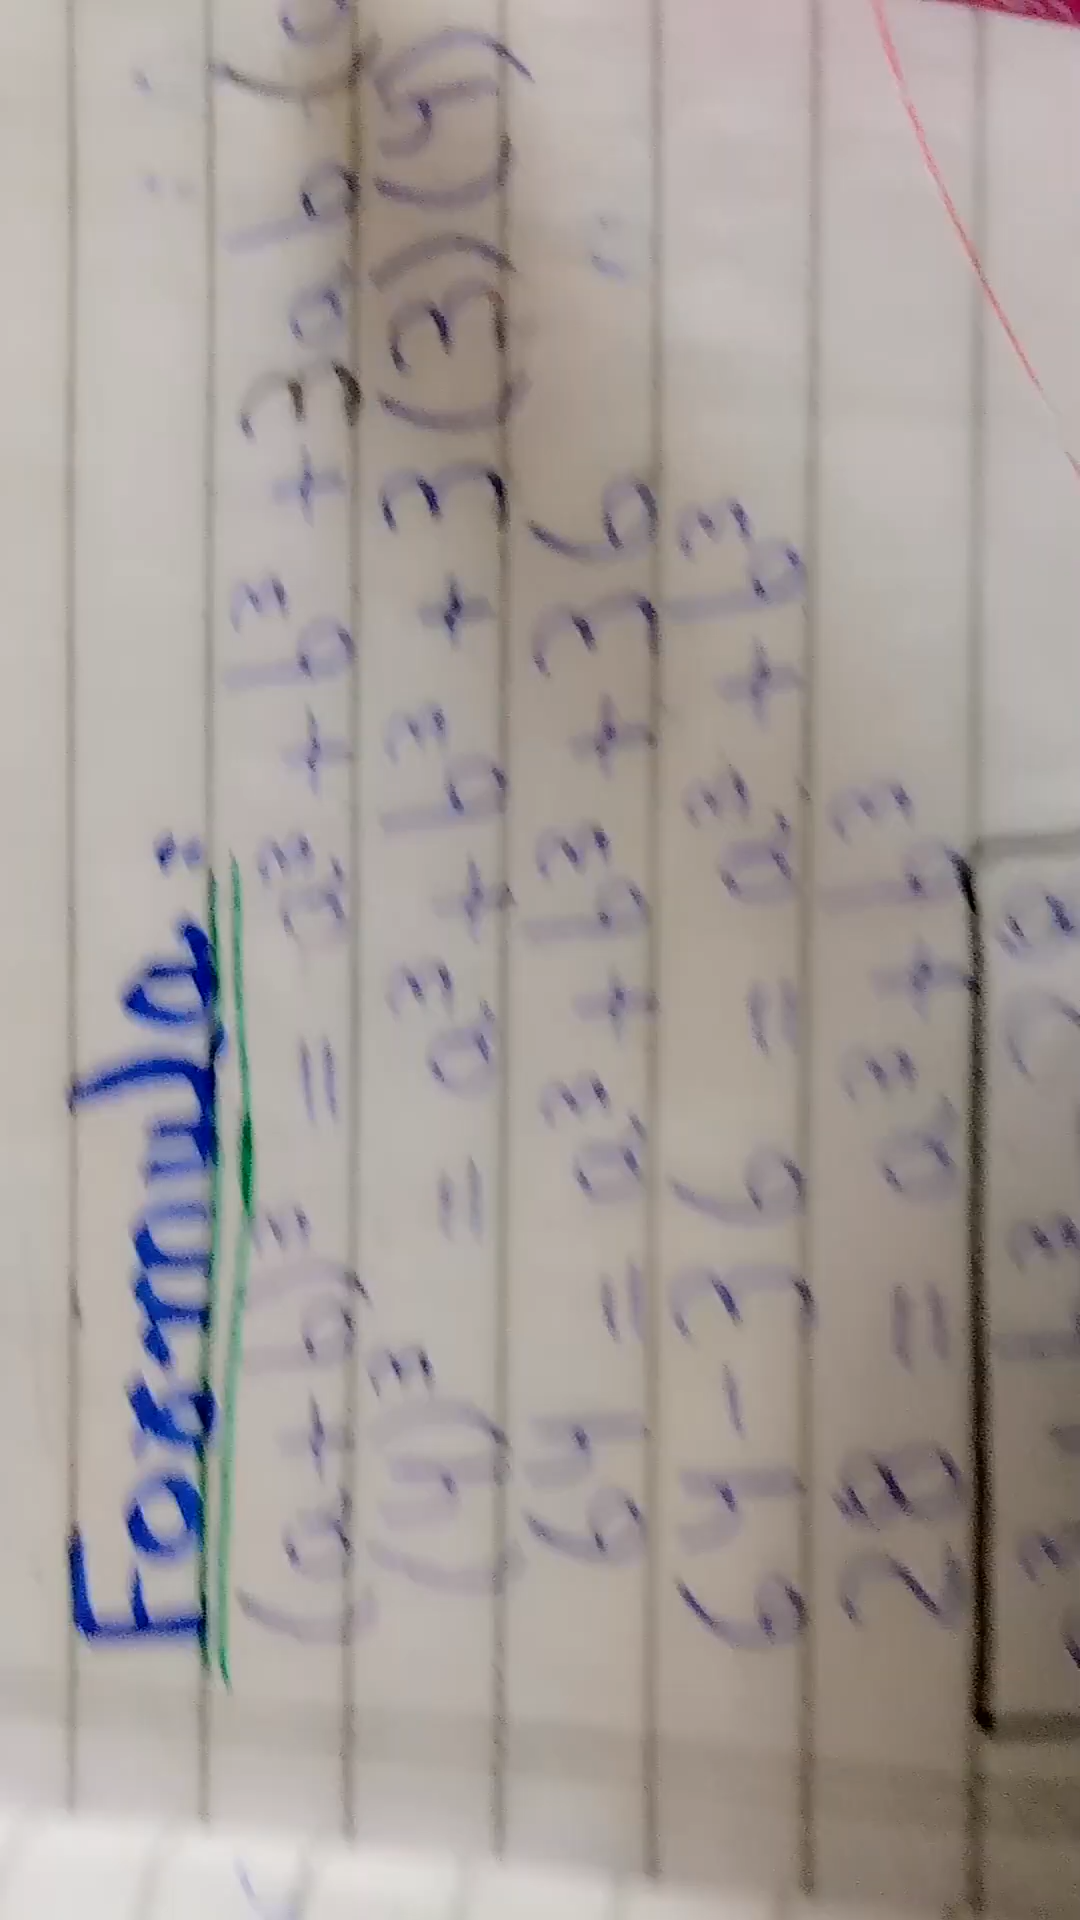 Formula:
(a+b)³ = a³ + b³ + 3ab(a
(4)³ = a³ + b³ + 3(3)(4)
64 = a³ + b³ + 36
64-36 = a³ + b³
28 = a³ + b³